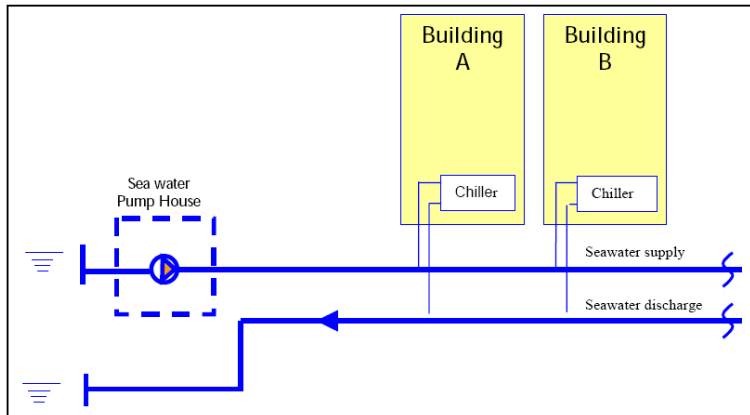 Building
A
Building
B
Sea water
Pump House
Chiller
Chiller
Seawater supply
Seawater discharge